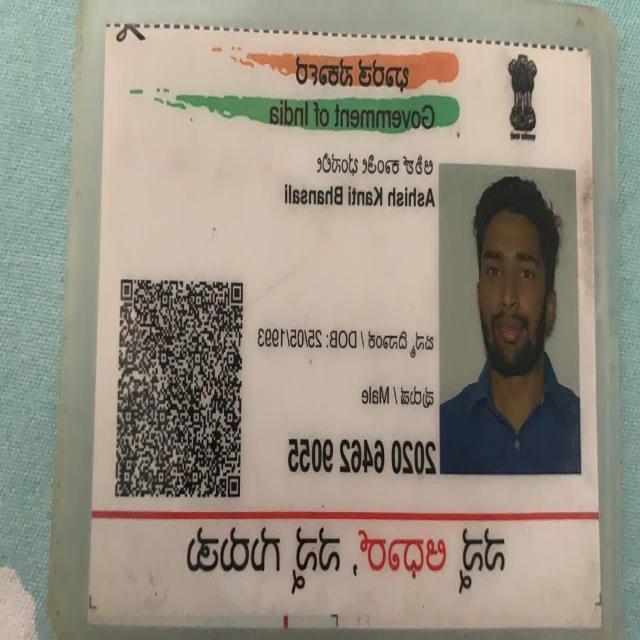 ಭಾರತ ಸರ್ಕಾರ
Government of India
Ashish Kanti Bhansali
ಜನ್ಮ ದಿನಾಂಕ / DOB: 25/05/1993
ಪುರುಷ / Male
2020 6462 9055
ನನ್ನ ಆಧಾರ್, ನನ್ನ ಗುರುತು